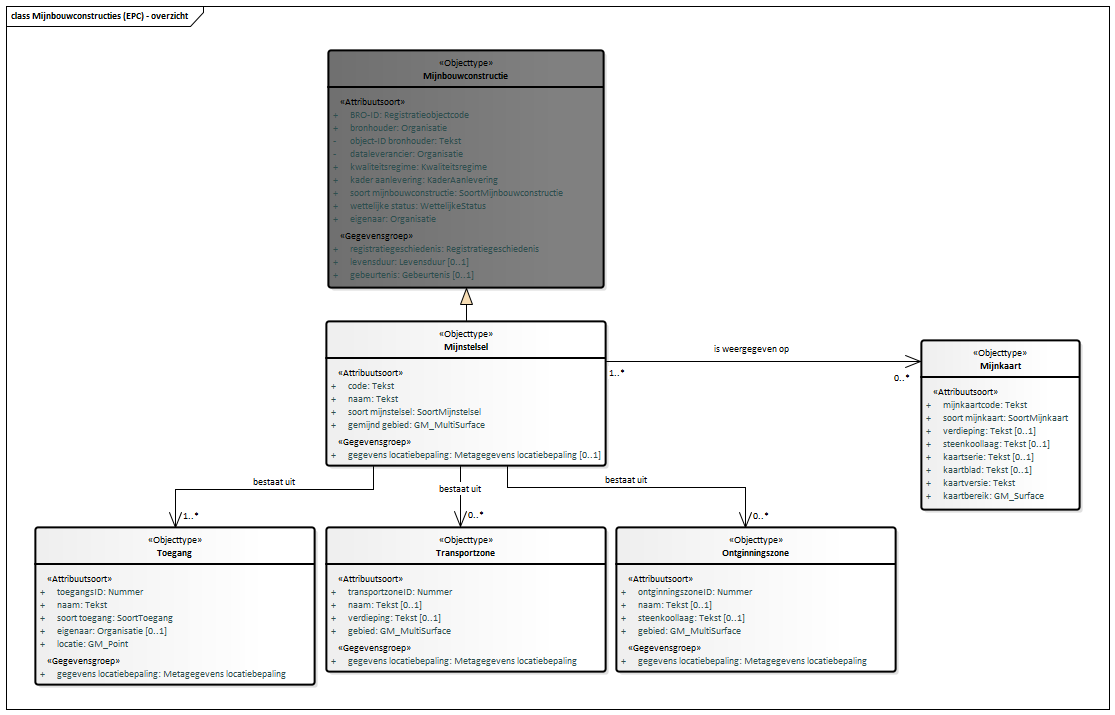 class Mijnbouwconstructies (EPC) - overzicht
«Objecttype»
Mijnbouwconstructie
«Attribuutsoort»
+ BRO-ID: Registratieobjectcode
+ bronhouder: Organisatie
- object-ID bronhouder: Tekst
- dataleverancier: Organisatie
+ kwaliteitsregime: Kwaliteitsregime
+ kader aanlevering: KaderAanlevering
+ soort mijnbouwconstructie: SoortMijnbouwconstructie
+ wettelijke status: WettelijkeStatus
+ eigenaar: Organisatie
«Gegevensgroep»
+ registratiegeschiedenis: Registratiegeschiedenis
+ levensduur: Levensduur [0..1]
+ gebeurtenis: Gebeurtenis [0..1]
«Objecttype»
Mijnstelsel
«Attribuutsoort»
+ code: Tekst
+ naam: Tekst
+ soort mijnstelsel: SoortMijnstelsel
+ gemijnd gebied: GM_MultiSurface
«Gegevensgroep»
+ gegevens locatiebepaling: Metagegevens locatiebepaling [0..1]
is weergegeven op
1..*
0..*
«Objecttype»
Mijnkaart
«Attribuutsoort»
+ mijnkaartcode: Tekst
+ soort mijnkaart: SoortMijnkaart
+ verdieping: Tekst [0..1]
+ steenkoollaag: Tekst [0..1]
+ kaartserie: Tekst [0..1]
+ kaartblad: Tekst [0..1]
+ kaartversie: Tekst
+ kaartbereik: GM_Surface
bestaat uit
1..*
bestaat uit
0..*
bestaat uit
0..*
«Objecttype»
Toegang
«Attribuutsoort»
+ toegangsID: Nummer
+ naam: Tekst
+ soort toegang: SoortToegang
+ eigenaar: Organisatie [0..1]
+ locatie: GM_Point
«Gegevensgroep»
+ gegevens locatiebepaling: Metagegevens locatiebepaling
«Objecttype»
Transportzone
«Attribuutsoort»
+ transportzoneID: Nummer
+ naam: Tekst [0..1]
+ verdieping: Tekst [0..1]
+ gebied: GM_MultiSurface
«Gegevensgroep»
+ gegevens locatiebepaling: Metagegevens locatiebepaling
«Objecttype»
Ontginningszone
«Attribuutsoort»
+ ontginningszoneID: Nummer
+ naam: Tekst [0..1]
+ steenkoollaag: Tekst [0..1]
+ gebied: GM_MultiSurface
«Gegevensgroep»
+ gegevens locatiebepaling: Metagegevens locatiebepaling